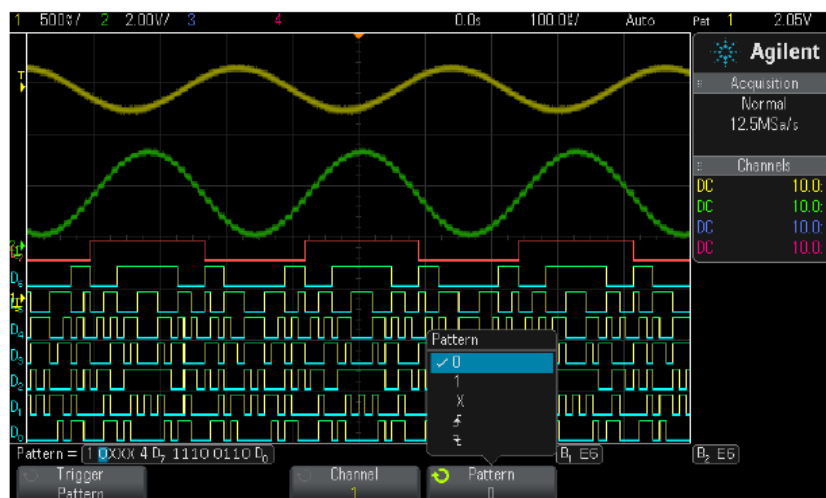 1 500▽/ 2 2.00V/ 3 4 0.0s 100.0▽/ Auto Pat 1 2.05V
Agilent
Acquisition
Normal
12.5MSa/s
Channels
DC 10.0:
DC 10.0:
DC 10.0:
DC 10.0:
T
D6
D4
D3
D2
D1
D0
Pattern
✓ 0
1
X
Pattern = 1 0XXX 4 D7 1110 0110 D0 B1 E6 B2 E6
Trigger Channel Pattern
Pattern 1 0